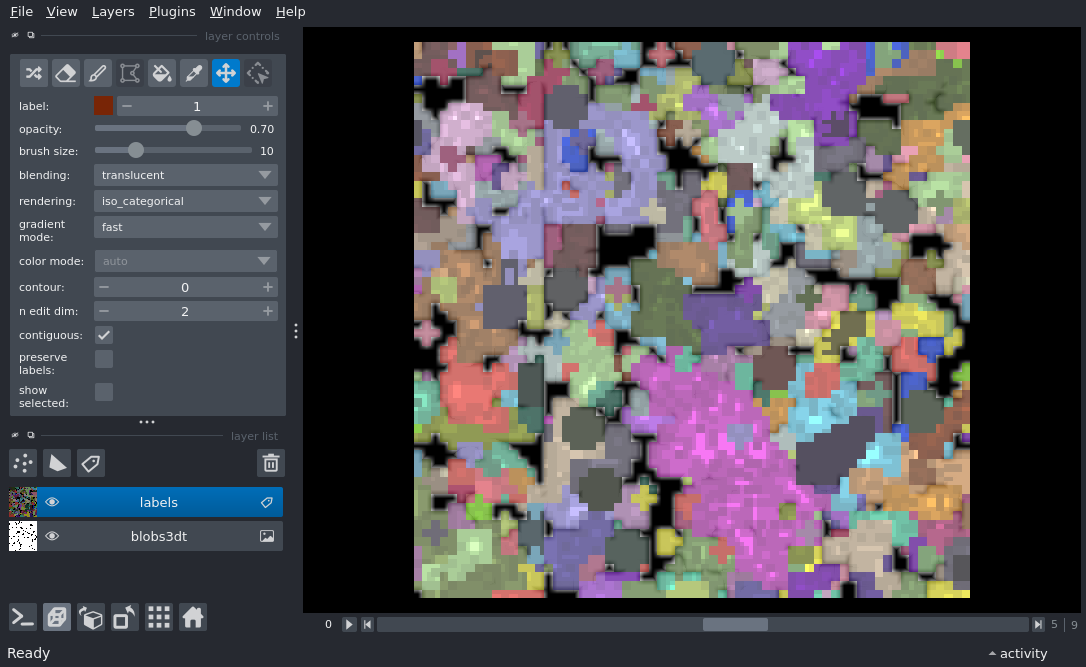 File View Layers Plugins Window Help
layer controls
label: 1
opacity: 0.70
brush size: 10
blending: translucent
rendering: iso_categorical
gradient
mode: fast
color mode: auto
contour: 0
n edit dim: 2
contiguous:
preserve
labels:
show
selected:
layer list
labels
blobs3dt
0 5 9
Ready activity